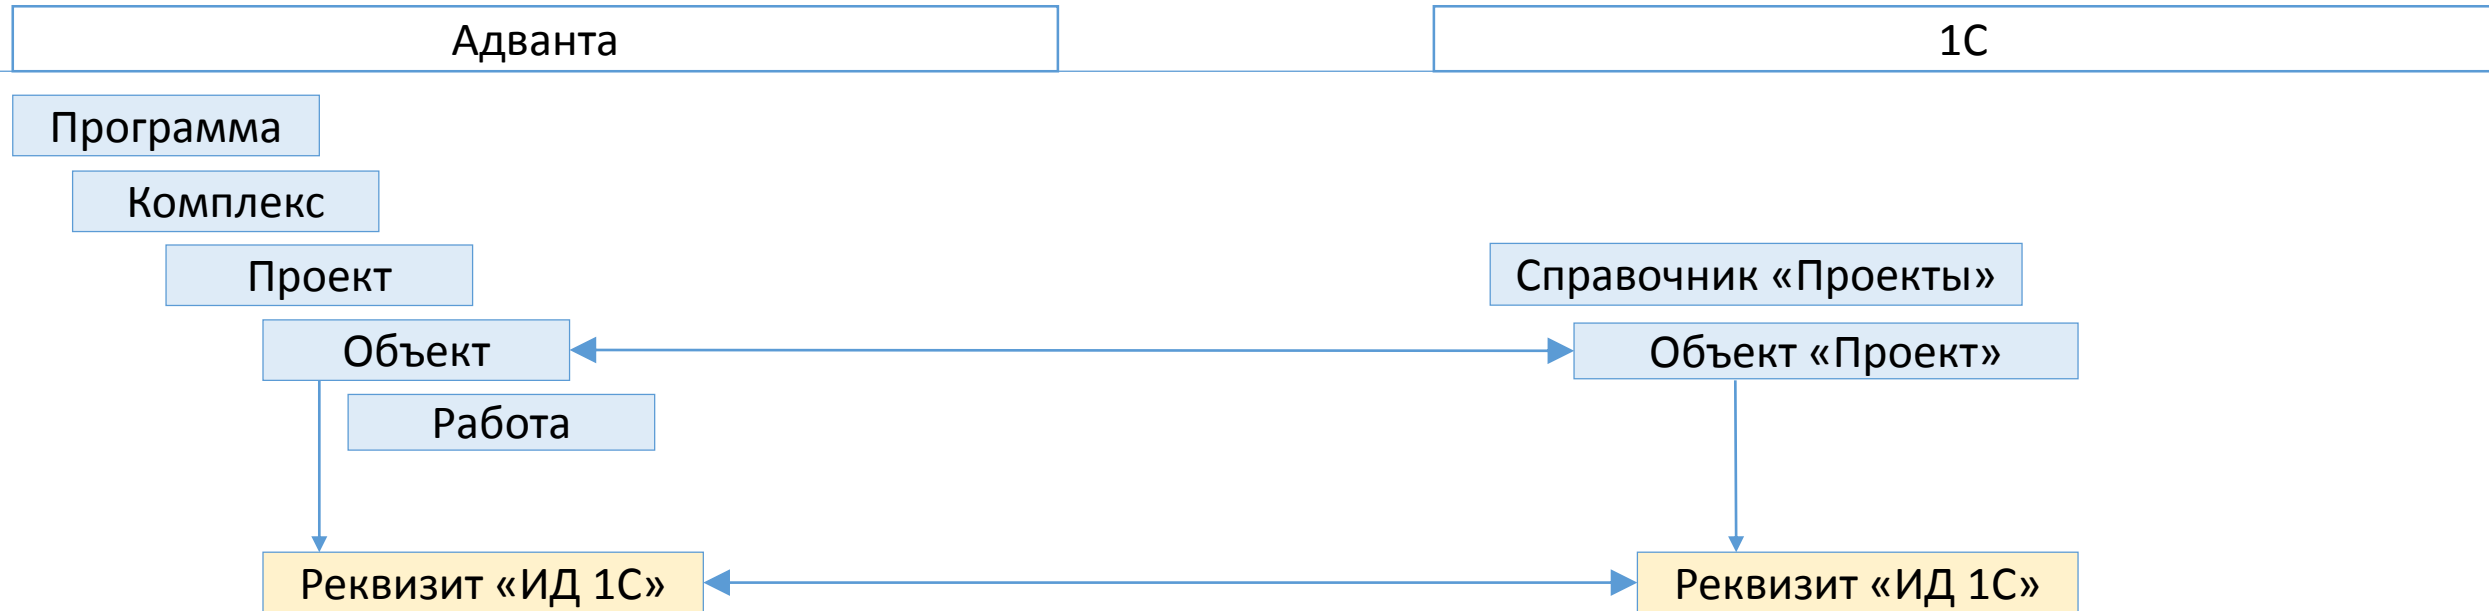 Адванта
1С
Программа
Комплекс
Проект
Справочник «Проекты»
Объект
Объект «Проект»
Работа
Реквизит «ИД 1С»
Реквизит «ИД 1С»